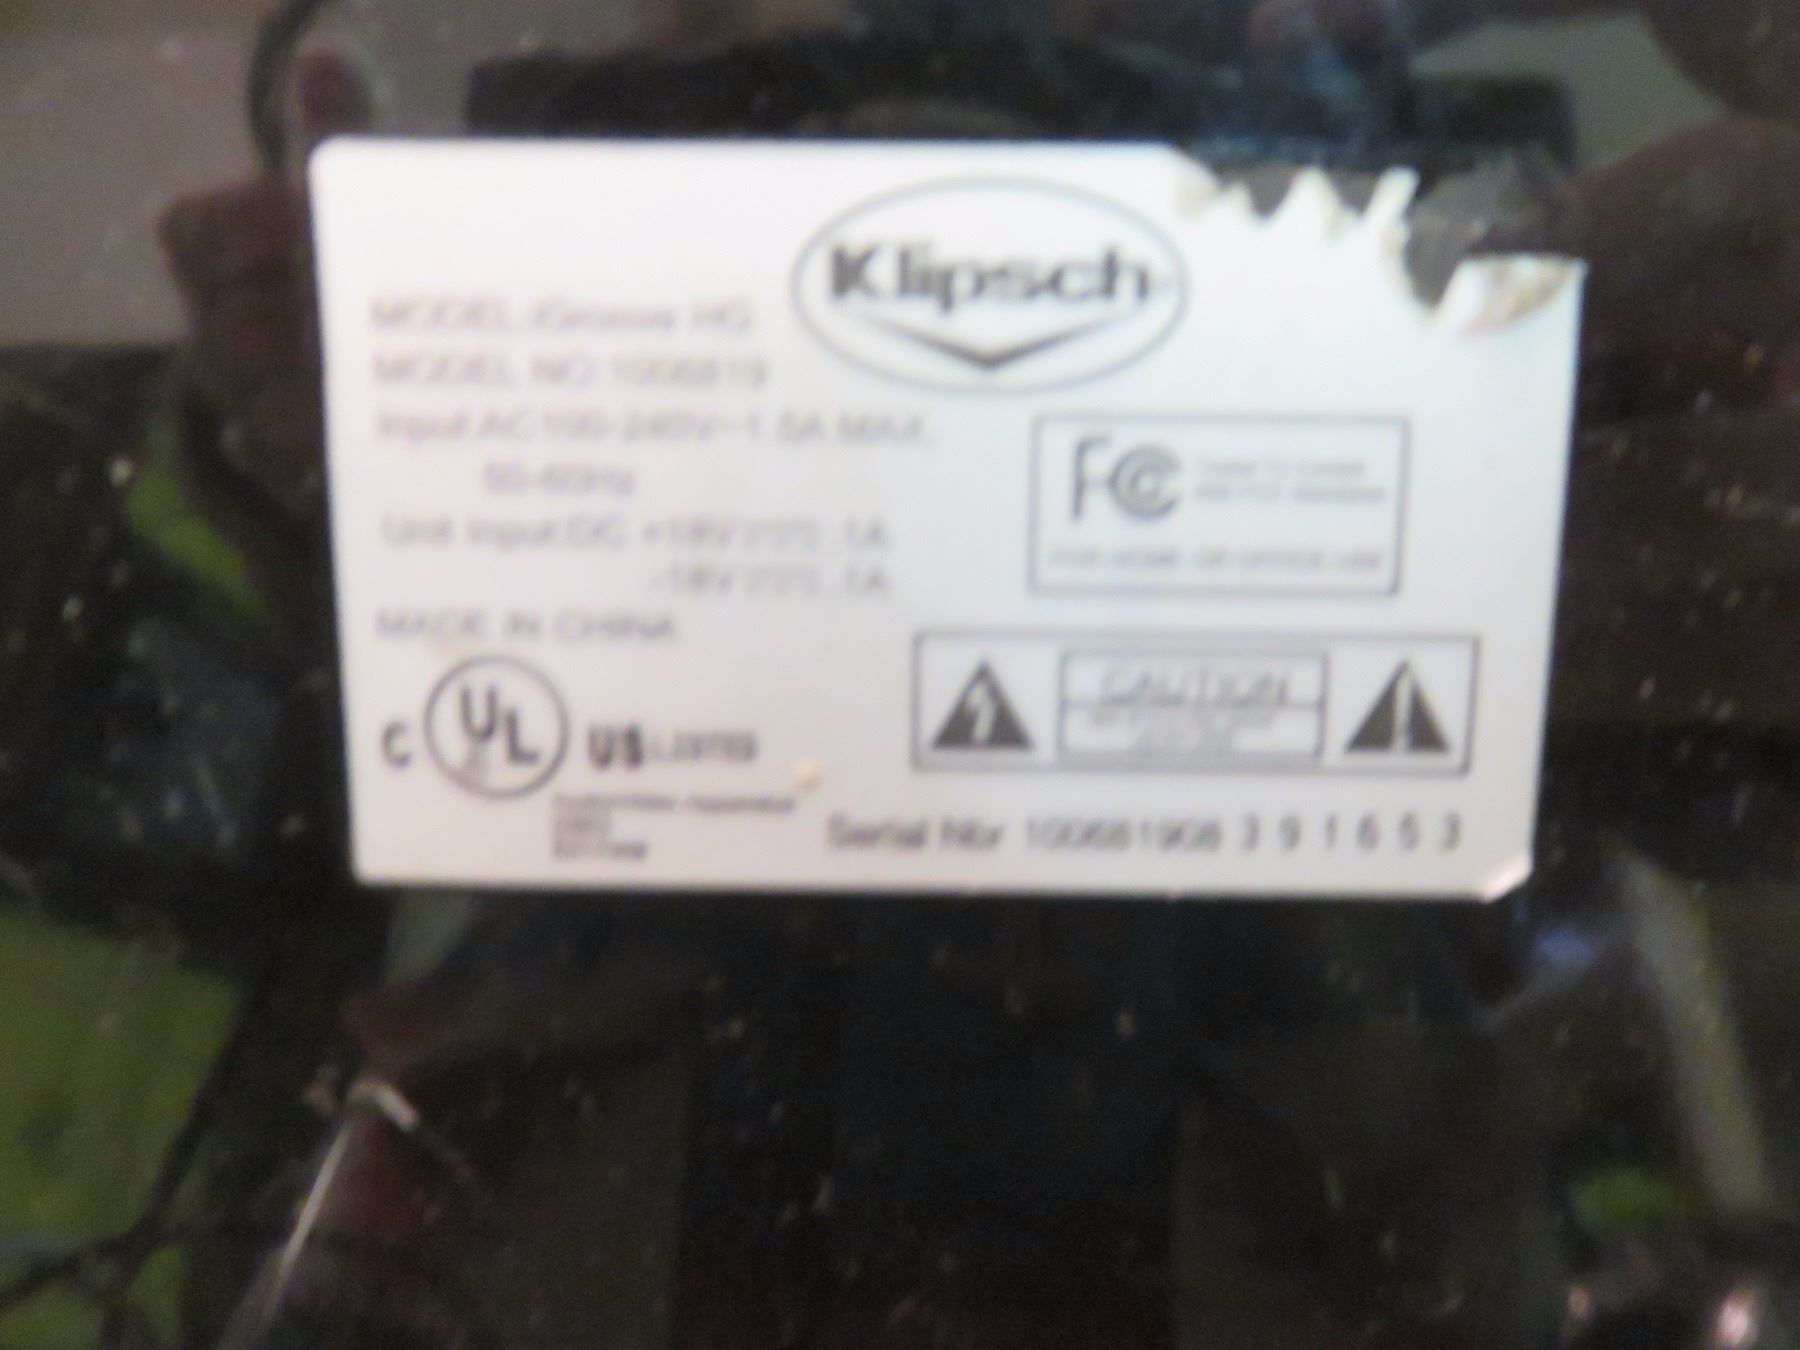 Klipsch
MODEL:iGroove HG
MODEL NO:1006819
Input:AC100-240V~1.5A MAX,
50-60Hz
Unit Input:DC +18V 1A
-18V 1A
MADE IN CHINA
FC
FOR HOME OR OFFICE USE
C UL US LISTED
CAUTION
Serial Nbr 100681908 3 9 1 6 5 3